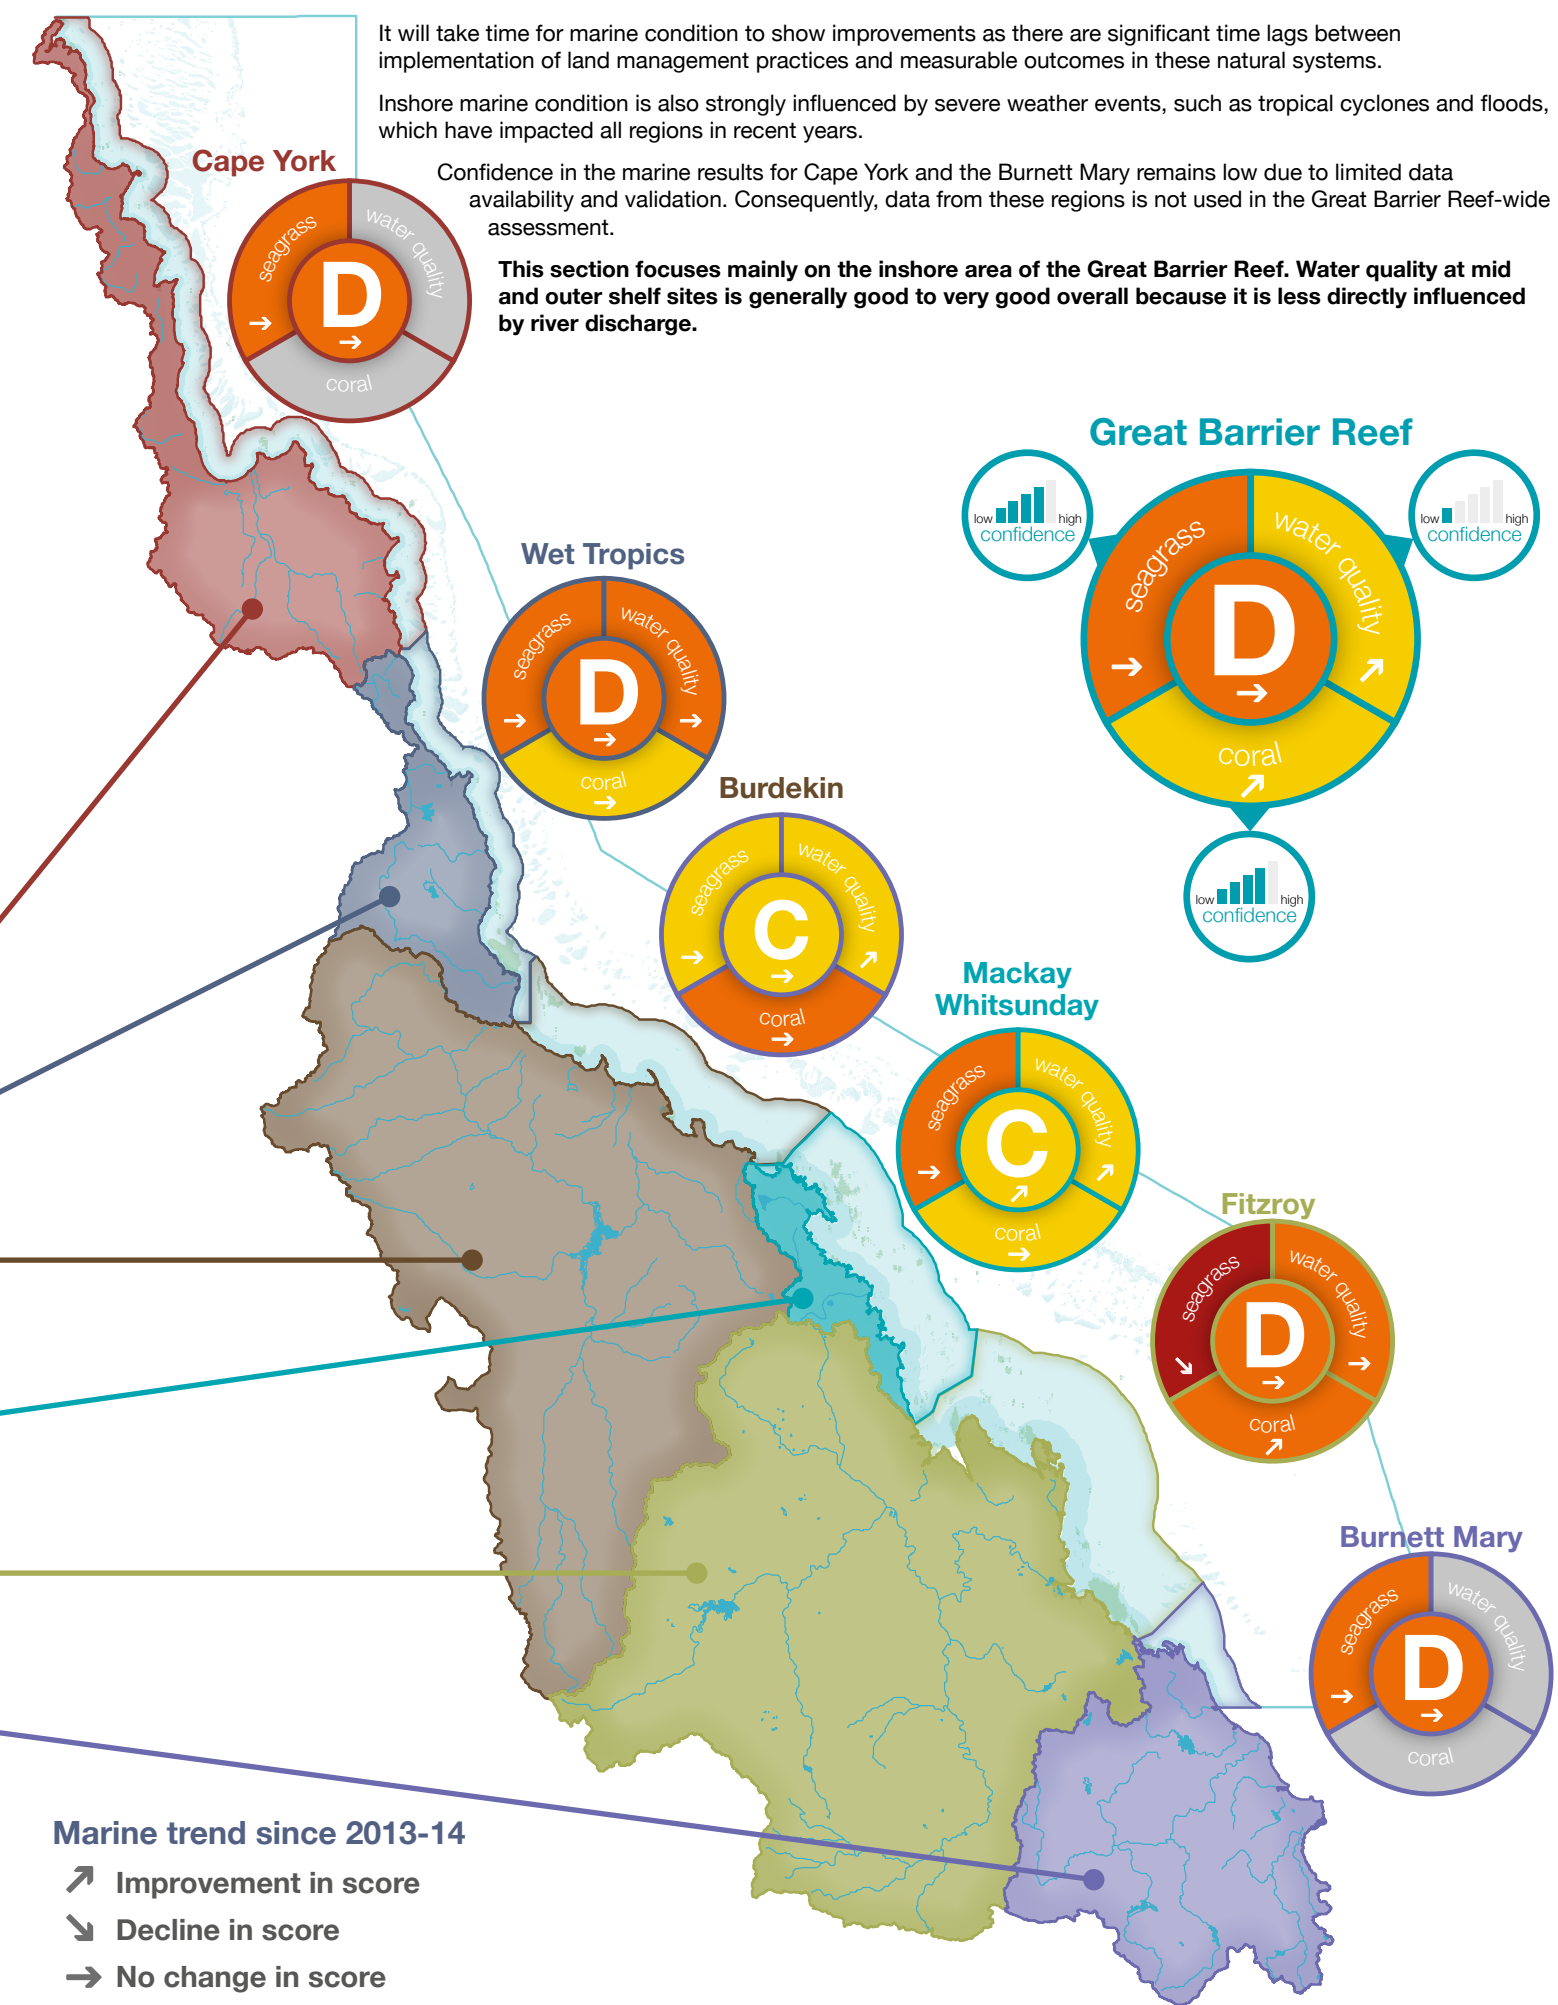 It will take time for marine condition to show improvements as there are significant time lags between
implementation of land management practices and measurable outcomes in these natural systems.
Inshore marine condition is also strongly influenced by severe weather events, such as tropical cyclones and floods,
which have impacted all regions in recent years.
Confidence in the marine results for Cape York and the Burnett Mary remains low due to limited data
availability and validation. Consequently, data from these regions is not used in the Great Barrier Reef-wide
assessment.
This section focuses mainly on the inshore area of the Great Barrier Reef. Water quality at mid
and outer shelf sites is generally good to very good overall because it is less directly influenced
by river discharge.
Cape York
seagrass
water quality
D
coral
Great Barrier Reef
low high
confidence
low high
confidence
seagrass
water quality
D
coral
low high
confidence
Wet Tropics
seagrass
water quality
D
coral
Burdekin
seagrass
water quality
C
coral
Mackay
Whitsunday
seagrass
water quality
C
coral
Fitzroy
seagrass
water quality
D
coral
Burnett Mary
seagrass
water quality
D
coral
Marine trend since 2013-14
Improvement in score
Decline in score
No change in score